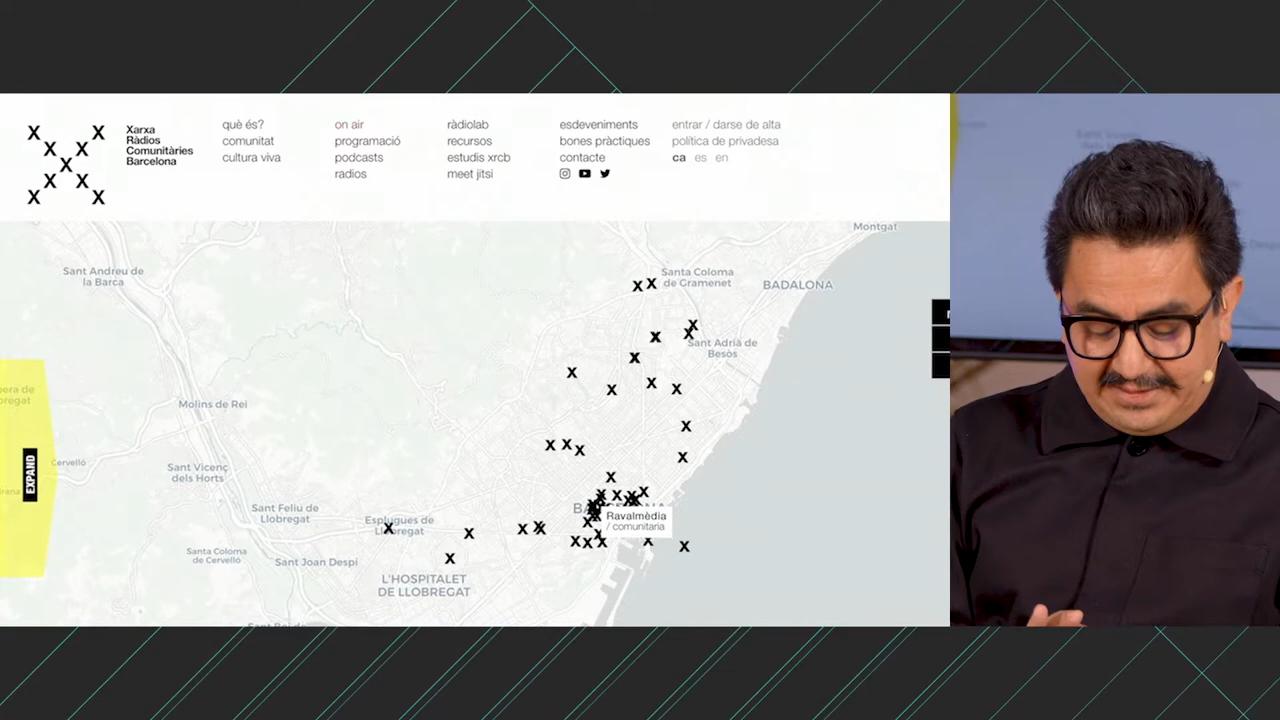 Xarxa
Ràdios
Comunitàries
Barcelona
què és?
comunitat
cultura viva
on air
programació
podcasts
radios
ràdiolab
recursos
estudis xrcb
meet jitsi
esdeveniments
bones pràctiques
contacte
entrar / darse de alta
política de privadesa
ca es en
Montgat
Sant Andreu de
la Barca
Santa Coloma
de Gramenet
BADALONA
Sant Adrià de
Besòs
Molins de Rei
Cervelló
EXPAND
Sant Vicenç
dels Horts
Sant Feliu de
Llobregat
Esplugues de
Llobregat
Ravalmèdia
/ comunitaria
Santa Coloma
de Cervelló
Sant Joan Despí
L'HOSPITALET
DE LLOBREGAT